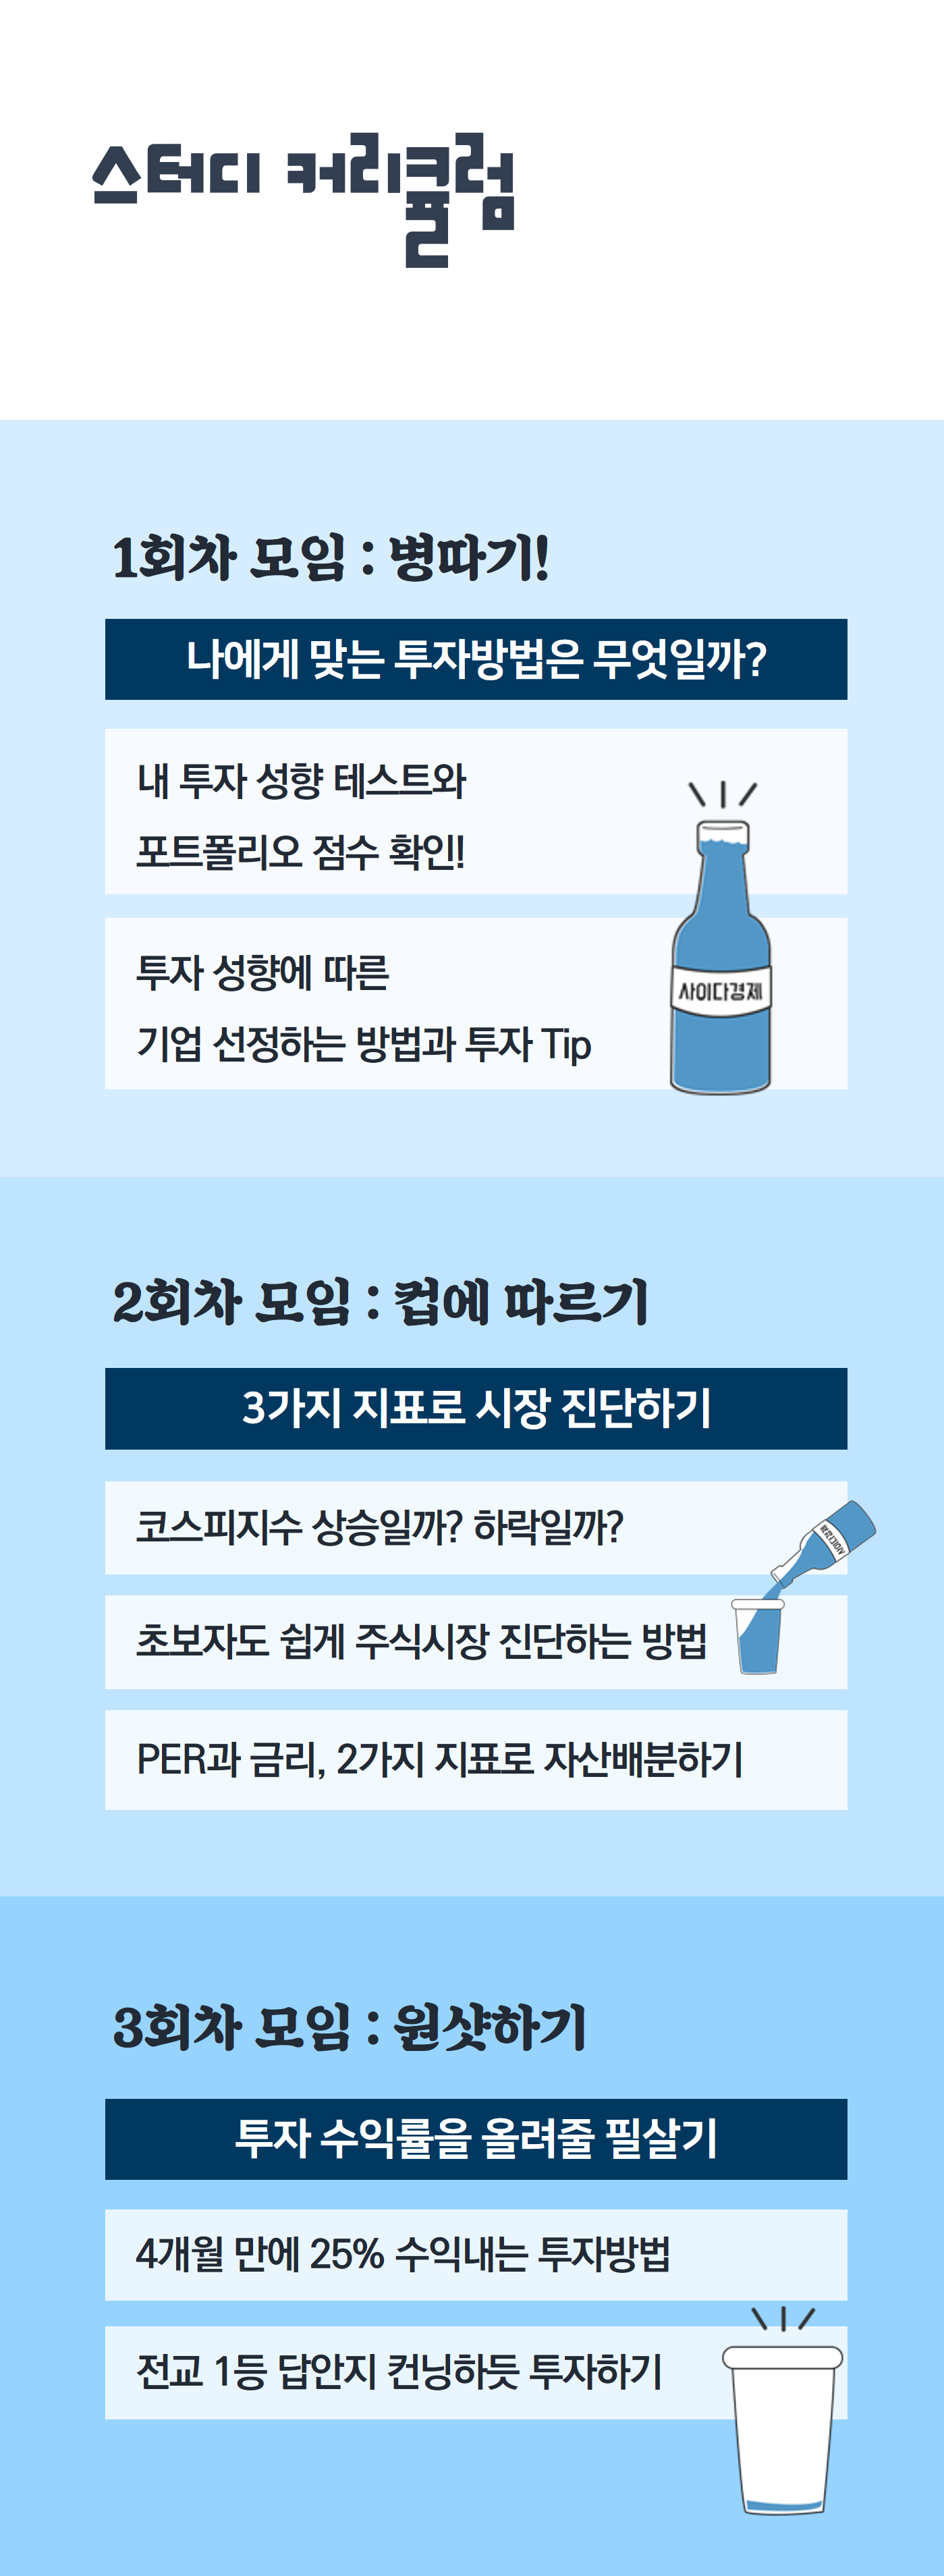 스터디 커리큘럼
1회차 모임 : 병따기!
나에게 맞는 투자방법은 무엇일까?
내 투자 성향 테스트와
포트폴리오 점수 확인!
투자 성향에 따른
기업 선정하는 방법과 투자 Tip
사이다경제
2회차 모임 : 컵에 따르기
3가지 지표로 시장 진단하기
코스피지수 상승일까? 하락일까?
사이다경제
초보자도 쉽게 주식시장 진단하는 방법
PER과 금리, 2가지 지표로 자산배분하기
3회차 모임 : 원샷하기
투자 수익률을 올려줄 필살기
4개월 만에 25% 수익내는 투자방법
전교 1등 답안지 컨닝하듯 투자하기